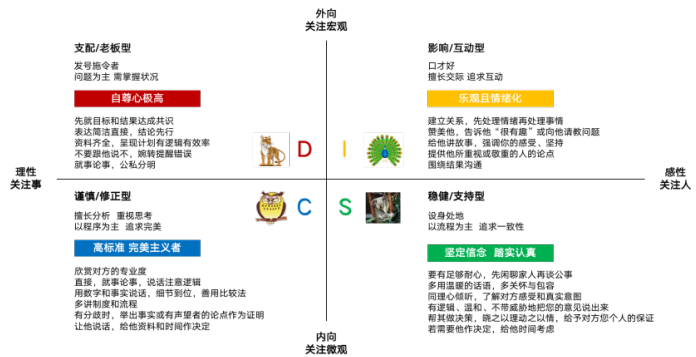 外向
关注宏观
支配/老板型
发号施令者
问题为主 需掌握状况
自尊心极高
先就目标和结果达成共识
表达简洁直接，结论先行
资料齐全，呈现计划有逻辑有效率
不要跟他说不，婉转提醒错误
就事论事，公私分明
D
影响/互动型
口才好
擅长交际 追求互动
乐观且情绪化
建立关系，先处理情绪再处理事情
赞美他，告诉他“很有趣”或向他请教问题
给他讲故事，强调你的感受、坚持
提供他所重视或敬重的人的论点
围绕结果沟通
I
理性
关注事
感性
关注人
谨慎/修正型
擅长分析 重视思考
以程序为主 追求完美
高标准 完美主义者
欣赏对方的专业度
直接，就事论事，说话注意逻辑
用数字和事实说话，细节到位，善用比较法
多讲制度和流程
有分歧时，举出事实或有声望者的论点作为证明
让他说话，给他资料和时间作决定
C
稳健/支持型
设身处地
以流程为主 追求一致性
坚定信念 踏实认真
要有足够耐心，先闲聊家人再谈公事
多用温暖的话语，多关怀与包容
同理心倾听，了解对方感受与真实意图
有逻辑、温和、不带威胁地把您的意见说出来
帮其做决策，晓之以理动之以情，给予对方您个人的保证
若需要他作决定，给他时间考虑
S
内向
关注微观